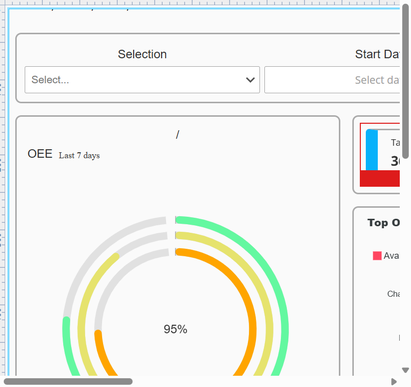 Selection
Start Da
Select...
Select da
/
OEE Last 7 days
Ta
3
Top O
Ava
Cha
95%